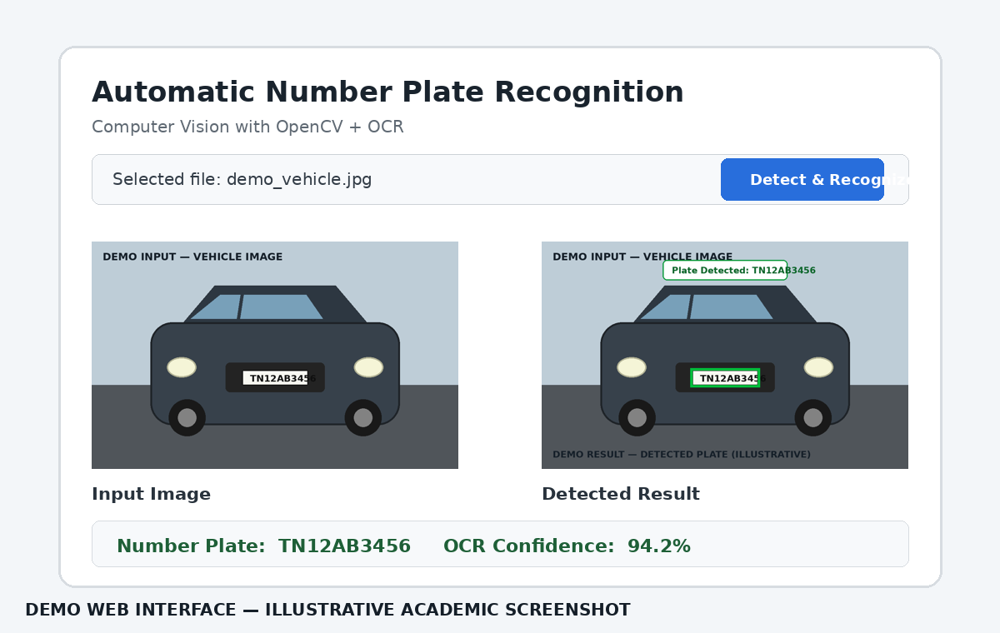 Automatic Number Plate Recognition
Computer Vision with OpenCV + OCR
Selected file: demo_vehicle.jpg
Detect & Recognize
DEMO INPUT — VEHICLE IMAGE
TN12AB3456
DEMO INPUT — VEHICLE IMAGE
Plate Detected: TN12AB3456
TN12AB3456
DEMO RESULT — DETECTED PLATE (ILLUSTRATIVE)
Input Image
Detected Result
Number Plate: TN12AB3456 OCR Confidence: 94.2%
DEMO WEB INTERFACE — ILLUSTRATIVE ACADEMIC SCREENSHOT